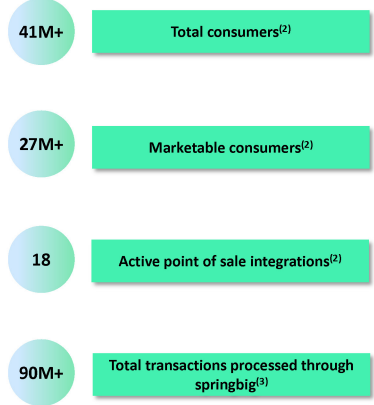 41M+
Total consumers(2)
27M+
Marketable consumers(2)
18
Active point of sale integrations(2)
90M+
Total transactions processed through
springbig(3)